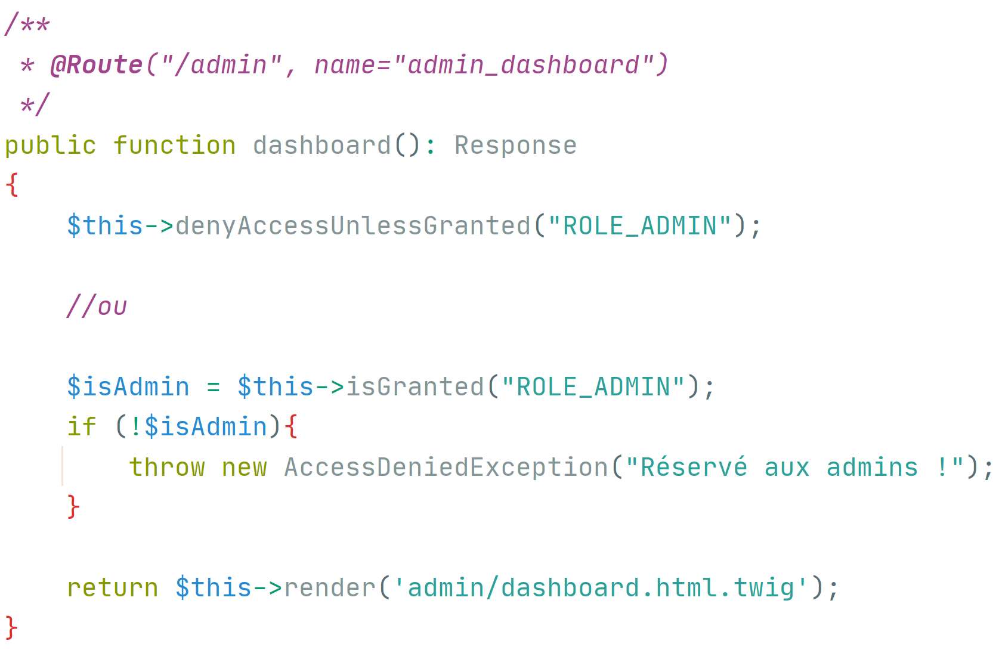 /**
 * @Route("/admin", name="admin_dashboard")
 */
public function dashboard(): Response
{
    $this->denyAccessUnlessGranted("ROLE_ADMIN");

    //ou

    $isAdmin = $this->isGranted("ROLE_ADMIN");
    if (!$isAdmin){
        throw new AccessDeniedException("Réservé aux admins !");
    }

    return $this->render('admin/dashboard.html.twig');
}